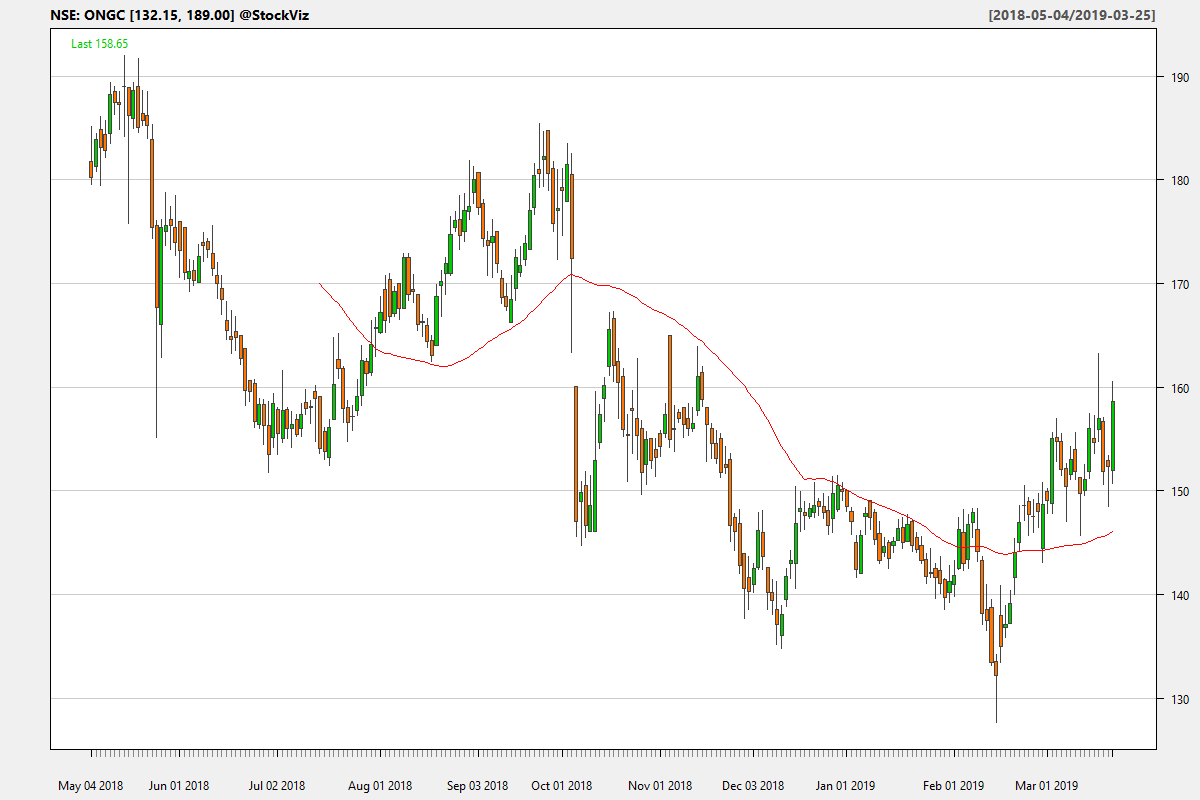 NSE: ONGC [132.15, 189.00] @StockViz [2018-05-04/2019-03-25]
Last 158.65
190
180
170
160
150
140
130
May 04 2018 Jun 01 2018 Jul 02 2018 Aug 01 2018 Sep 03 2018 Oct 01 2018 Nov 01 2018 Dec 03 2018 Jan 01 2019 Feb 01 2019 Mar 01 2019